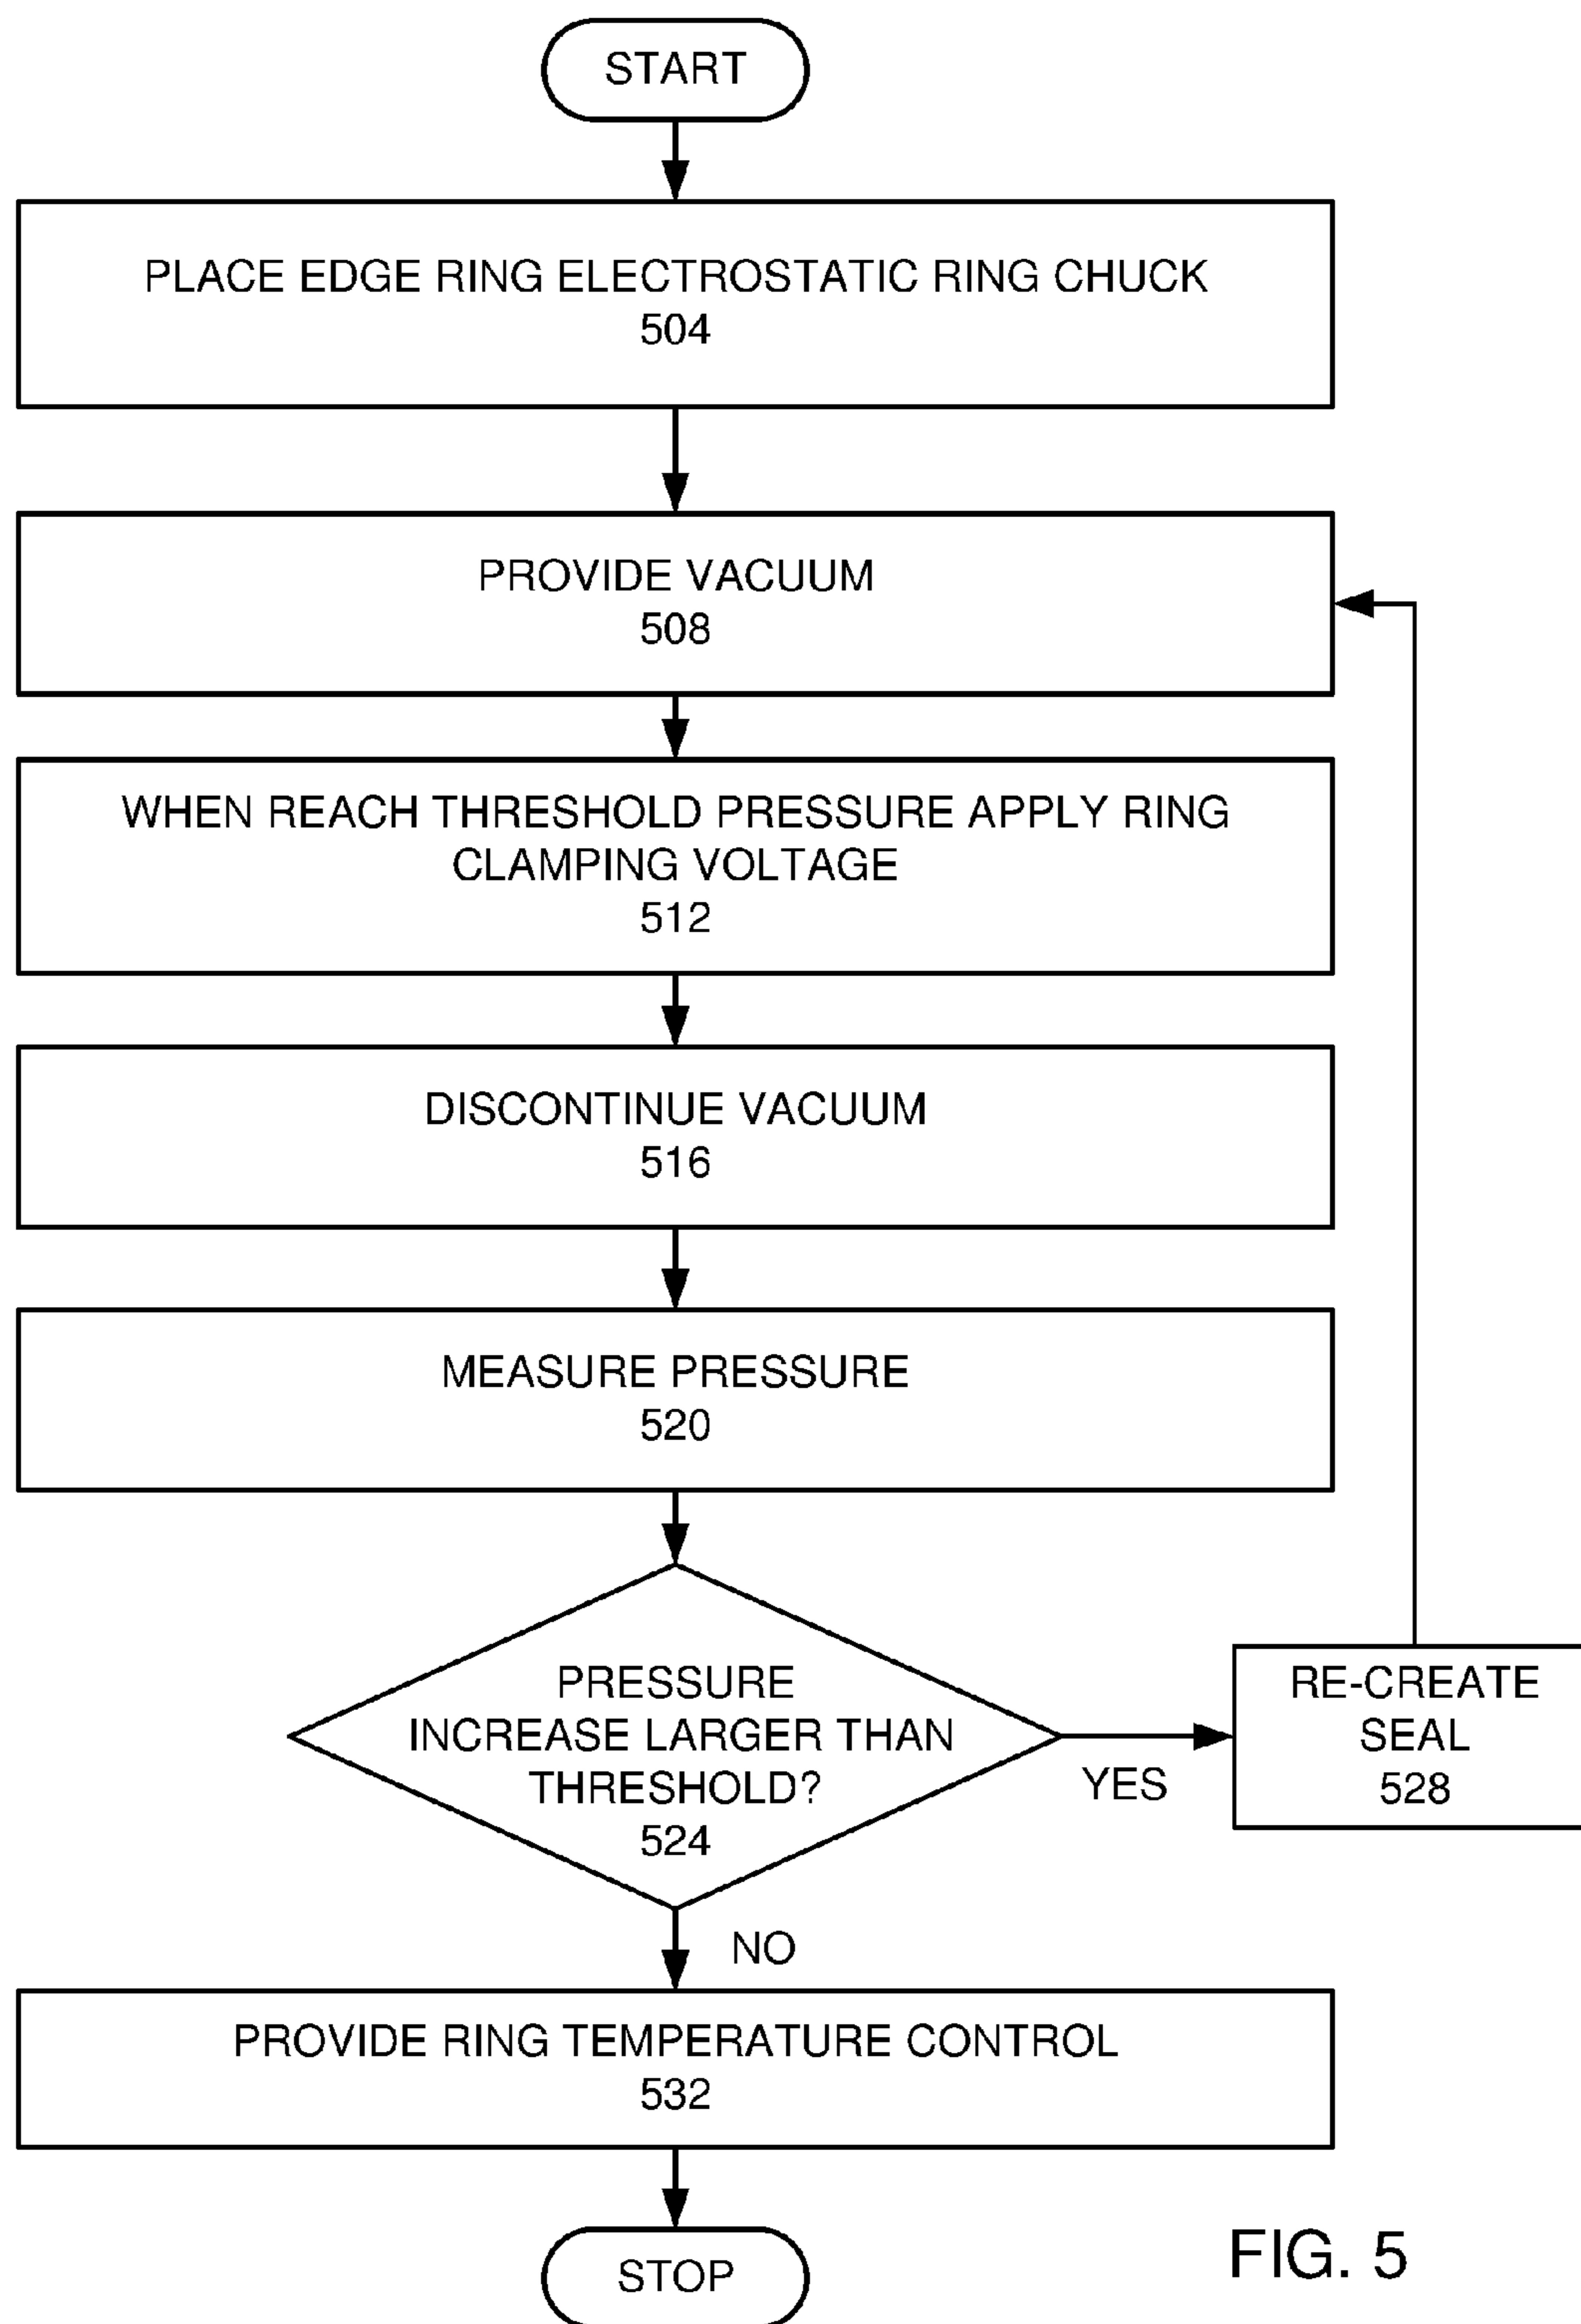 START
PLACE EDGE RING ELECTROSTATIC RING CHUCK
504
PROVIDE VACUUM
508
WHEN REACH THRESHOLD PRESSURE APPLY RING
CLAMPING VOLTAGE
512
DISCONTINUE VACUUM
516
MEASURE PRESSURE
520
PRESSURE
INCREASE LARGER THAN
THRESHOLD?
524
YES
RE-CREATE
SEAL
528
NO
PROVIDE RING TEMPERATURE CONTROL
532
STOP
FIG. 5